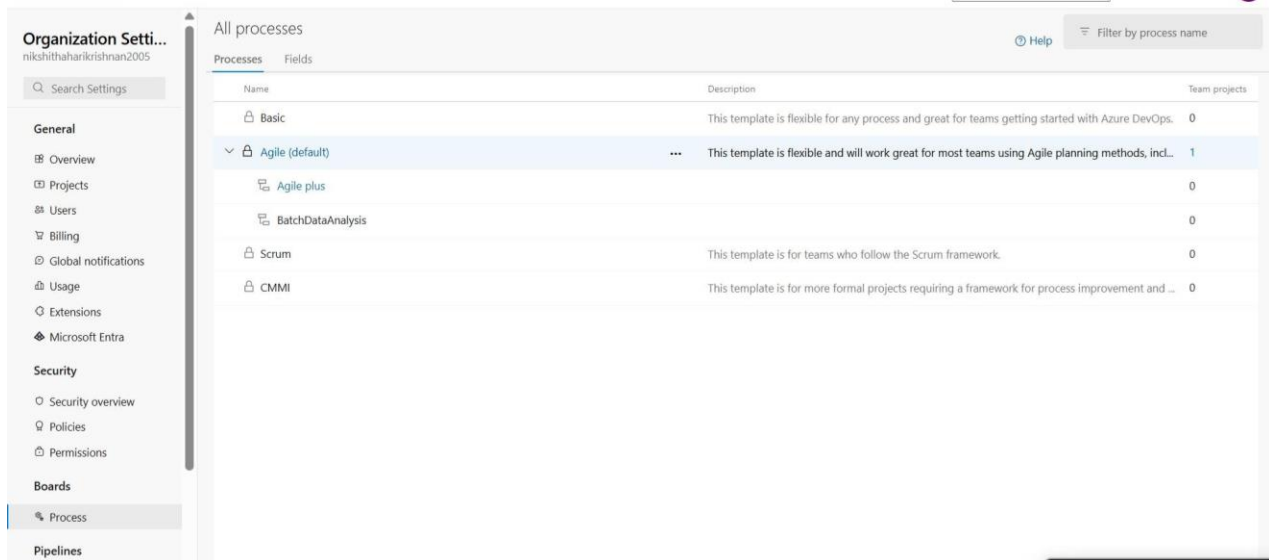 Organization Setti...
nikshithaharikrishnan2005
Search Settings
General
Overview
Projects
Users
Billing
Global notifications
Usage
Extensions
Microsoft Entra
Security
Security overview
Policies
Permissions
Boards
Process
Pipelines
All processes
Help
Filter by process name
Processes Fields
Name Description Team projects
Basic This template is flexible for any process and great for teams getting started with Azure DevOps. 0
Agile (default) ... This template is flexible and will work great for most teams using Agile planning methods, incl... 1
Agile plus 0
BatchDataAnalysis 0
Scrum This template is for teams who follow the Scrum framework. 0
CMMI This template is for more formal projects requiring a framework for process improvement and ... 0